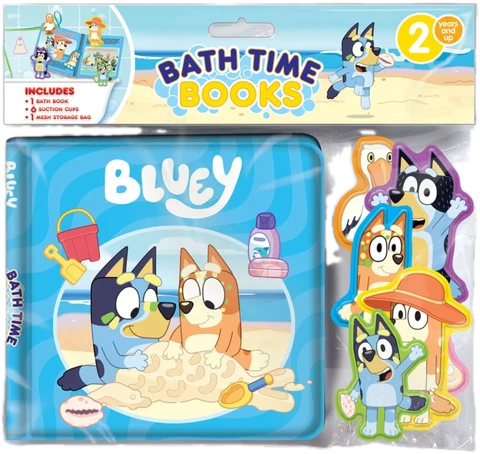 BATH TIME
BOOKS
2
years and
up
INCLUDES
+ 1 BATH BOOK
+ 6 SUCTION CUPS
+ 1 MESH STORAGE BAG
BLUEY
BLUEY
BATH TIME